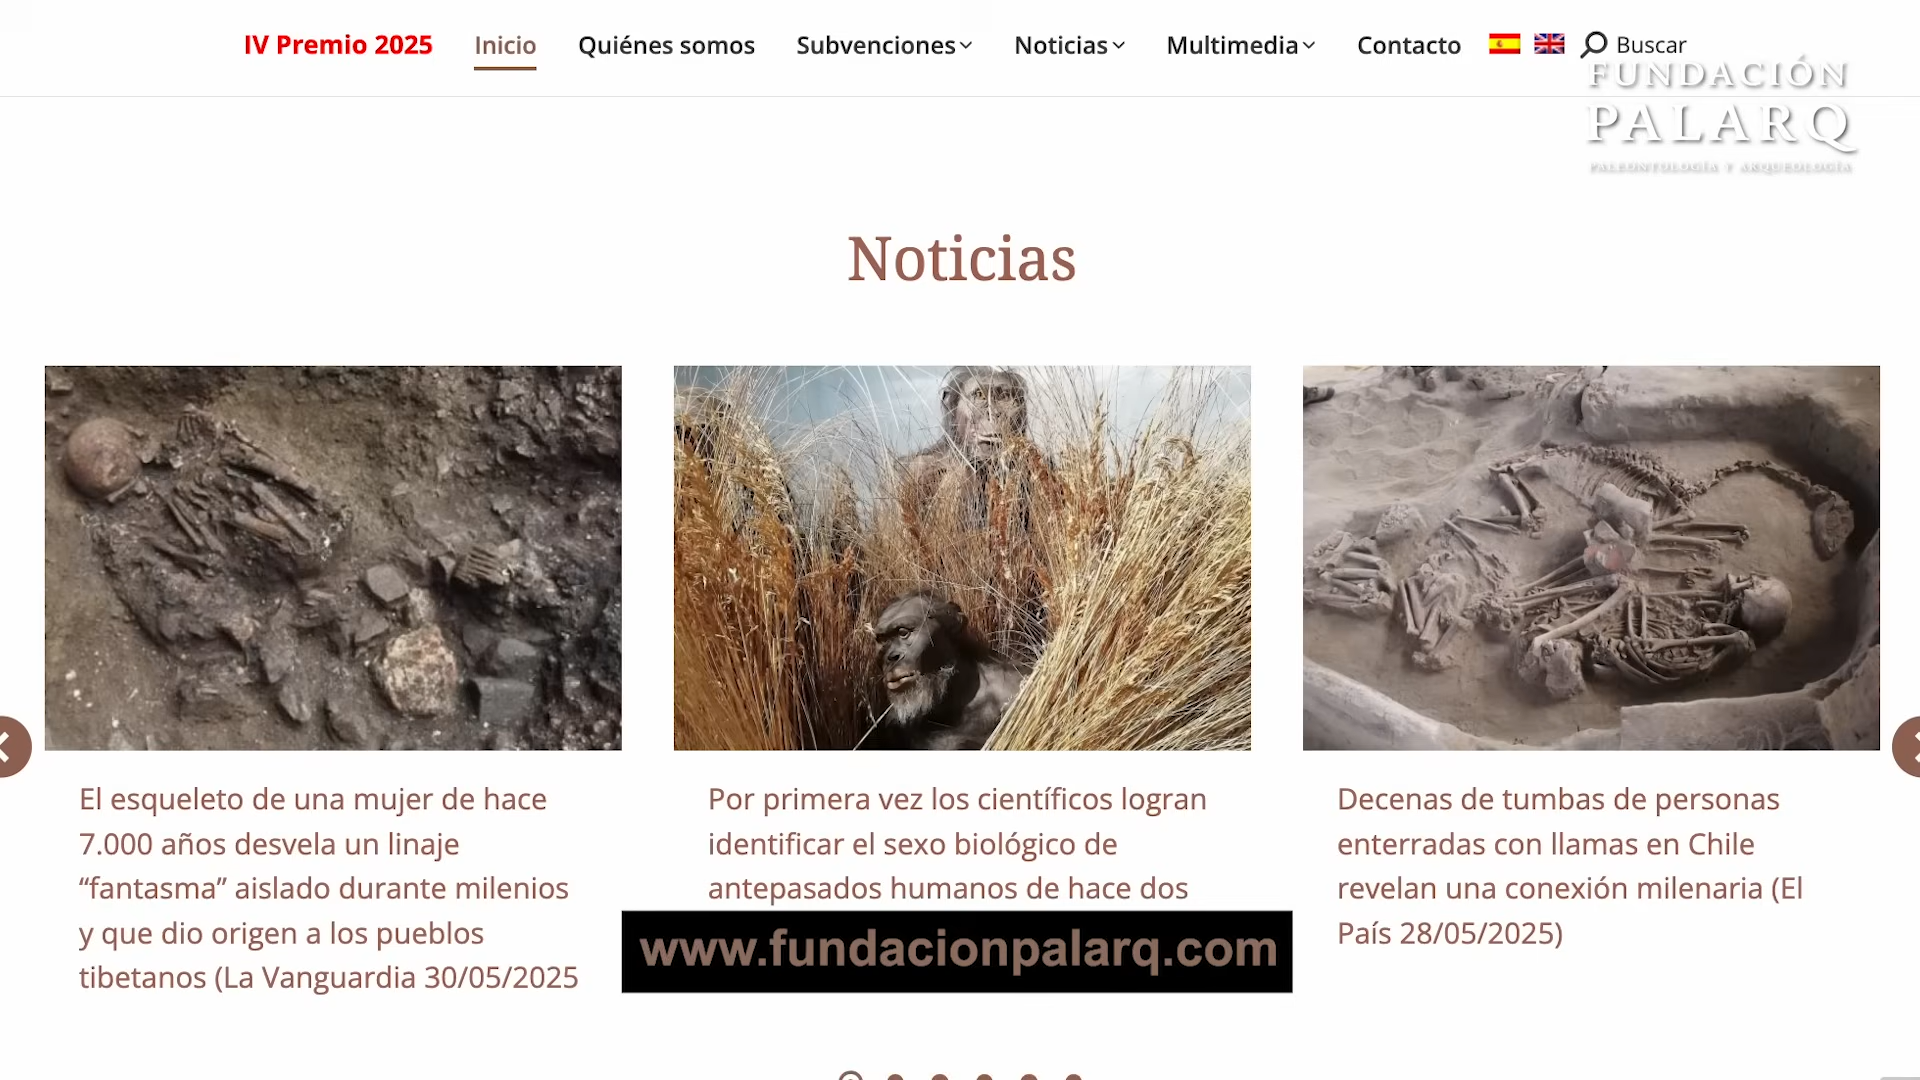 IV Premio 2025 Inicio Quiénes somos Subvenciones Noticias Multimedia Contacto Buscar
FUNDACIÓN
PALARQ
PALEONTOLOGÍA Y ARQUEOLOGÍA
Noticias
El esqueleto de una mujer de hace
7.000 años desvela un linaje
“fantasma” aislado durante milenios
y que dio origen a los pueblos
tibetanos (La Vanguardia 30/05/2025
Por primera vez los científicos logran
identificar el sexo biológico de
antepasados humanos de hace dos
Decenas de tumbas de personas
enterradas con llamas en Chile
revelan una conexión milenaria (El
País 28/05/2025)
www.fundacionpalarq.com